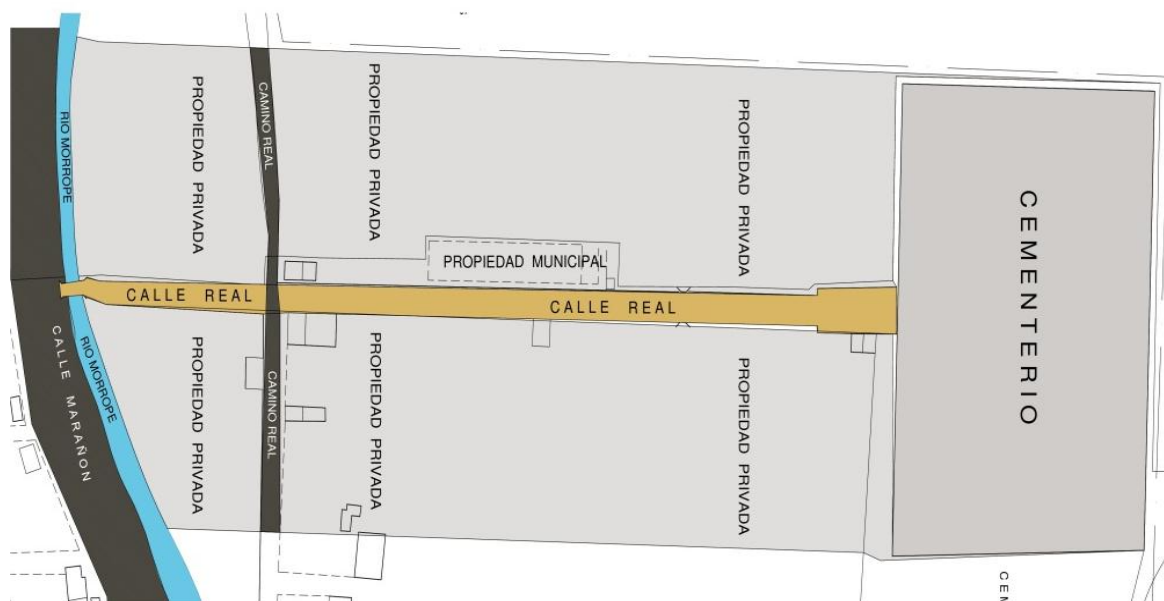 PROPIEDAD PRIVADA
CAMINO REAL
PROPIEDAD PRIVADA
PROPIEDAD PRIVADA
RIO MORROPE
CEMENTERIO
PROPIEDAD MUNICIPAL
CALLE REAL
CALLE REAL
CALLE MARAÑON
RIO MORROPE
PROPIEDAD PRIVADA
CAMINO REAL
PROPIEDAD PRIVADA
PROPIEDAD PRIVADA